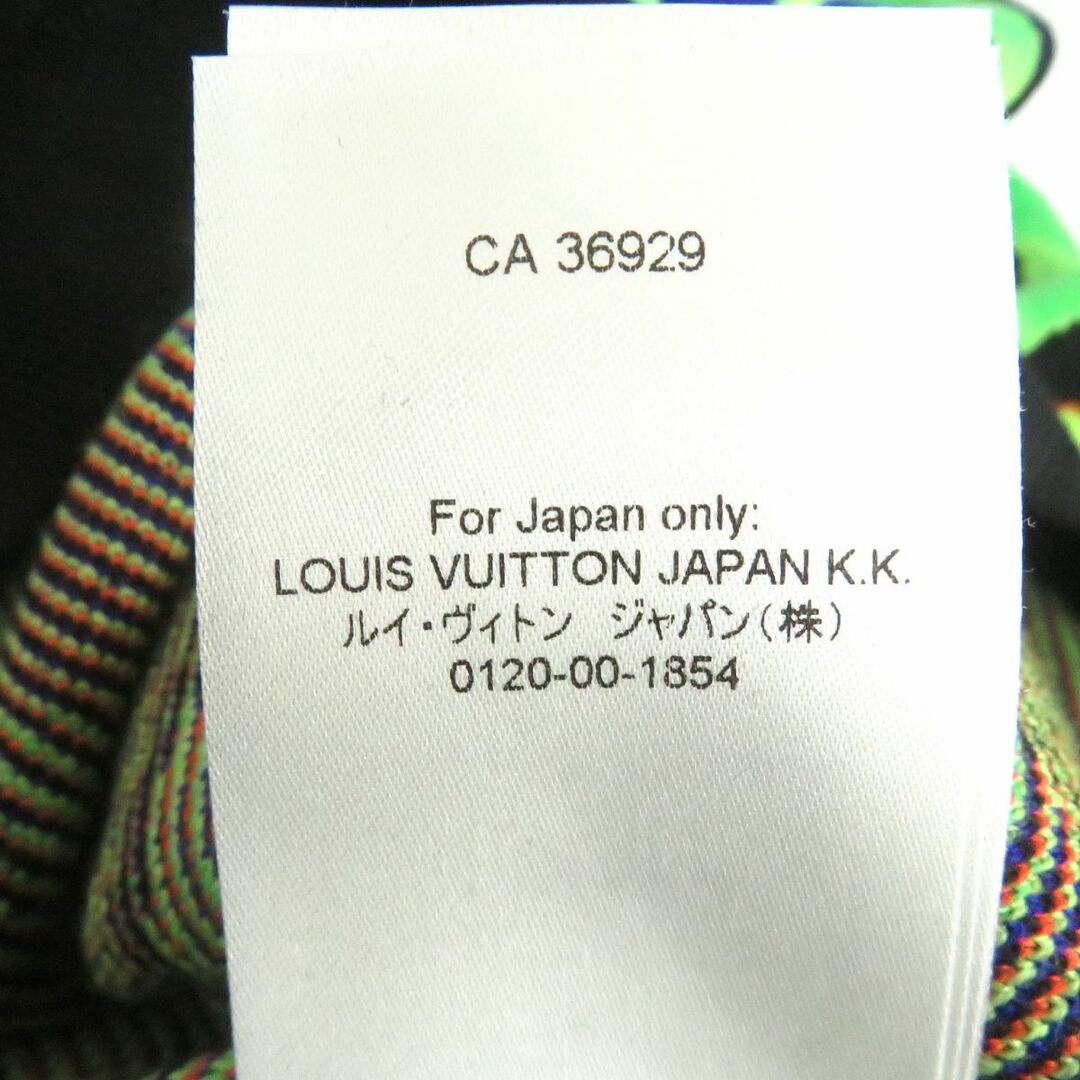 CA 36929
For Japan only:
LOUIS VUITTON JAPAN K.K.
ルイ・ヴィトン ジャパン(株)
0120-00-1854